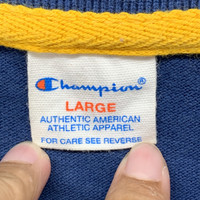 Champion
LARGE
AUTHENTIC AMERICAN
ATHLETIC APPAREL
FOR CARE SEE REVERSE